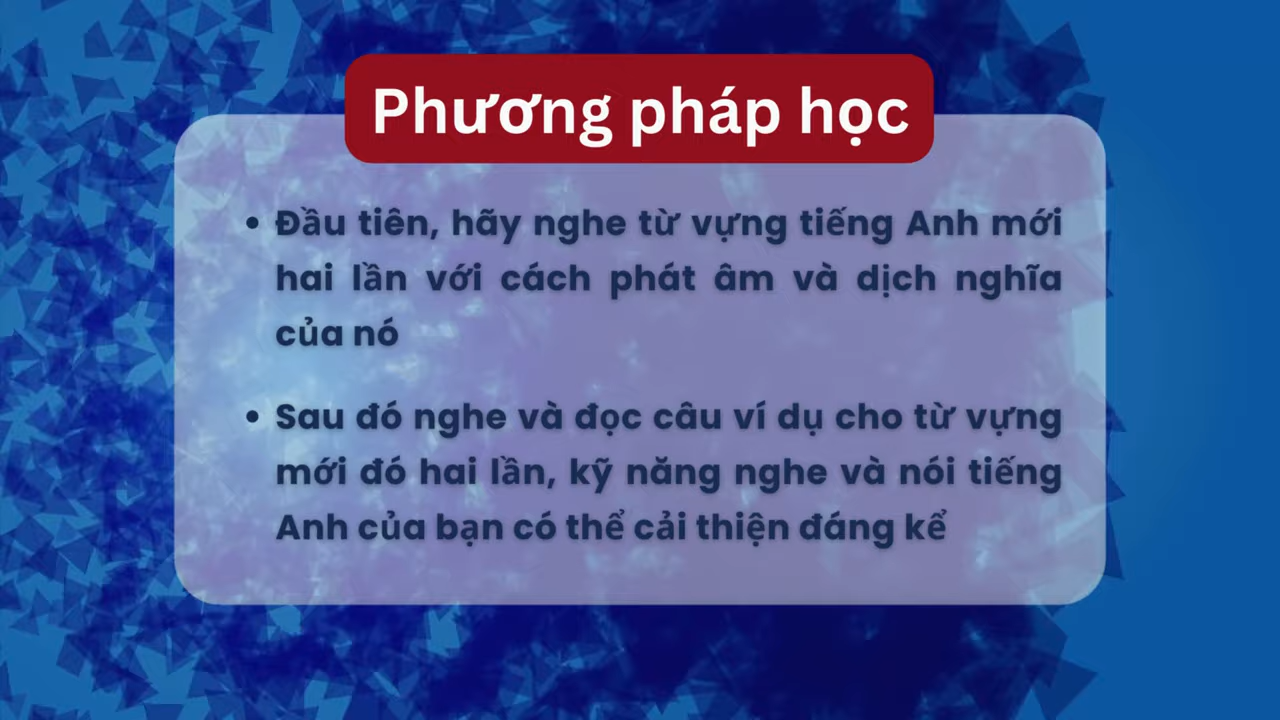 Phương pháp học
• Đầu tiên, hãy nghe từ vựng tiếng Anh mới
hai lần với cách phát âm và dịch nghĩa
của nó
• Sau đó nghe và đọc câu ví dụ cho từ vựng
mới đó hai lần, kỹ năng nghe và nói tiếng
Anh của bạn có thể cải thiện đáng kể